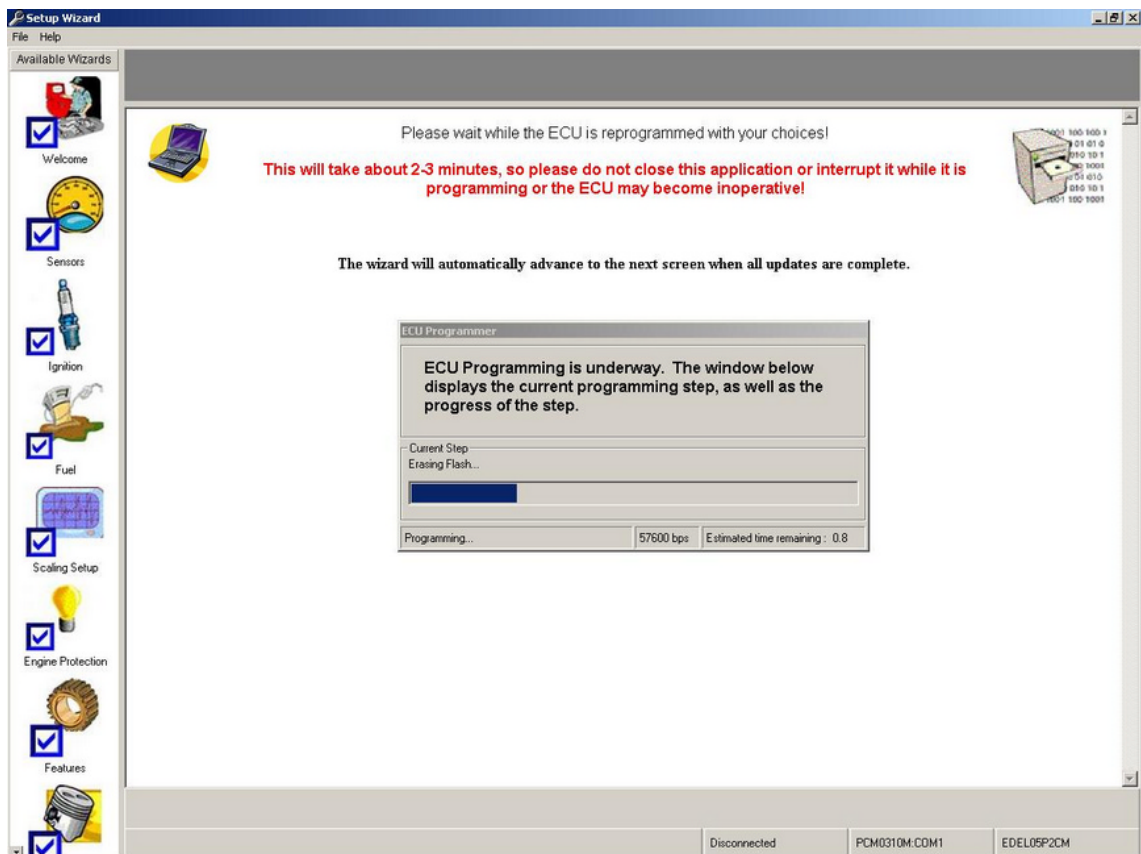 Setup Wizard
File Help
Available Wizards
Welcome
Sensors
Ignition
Fuel
Scaling Setup
Engine Protection
Features
Please wait while the ECU is reprogrammed with your choices!
This will take about 2-3 minutes, so please do not close this application or interrupt it while it is
programming or the ECU may become inoperative!
The wizard will automatically advance to the next screen when all updates are complete.
ECU Programmer
ECU Programming is underway. The window below
displays the current programming step, as well as the
progress of the step.
Current Step
Erasing Flash...
Programming... 57600 bps Estimated time remaining : 0.8
Disconnected PCM0310M:COM1 EDEL05P2CM